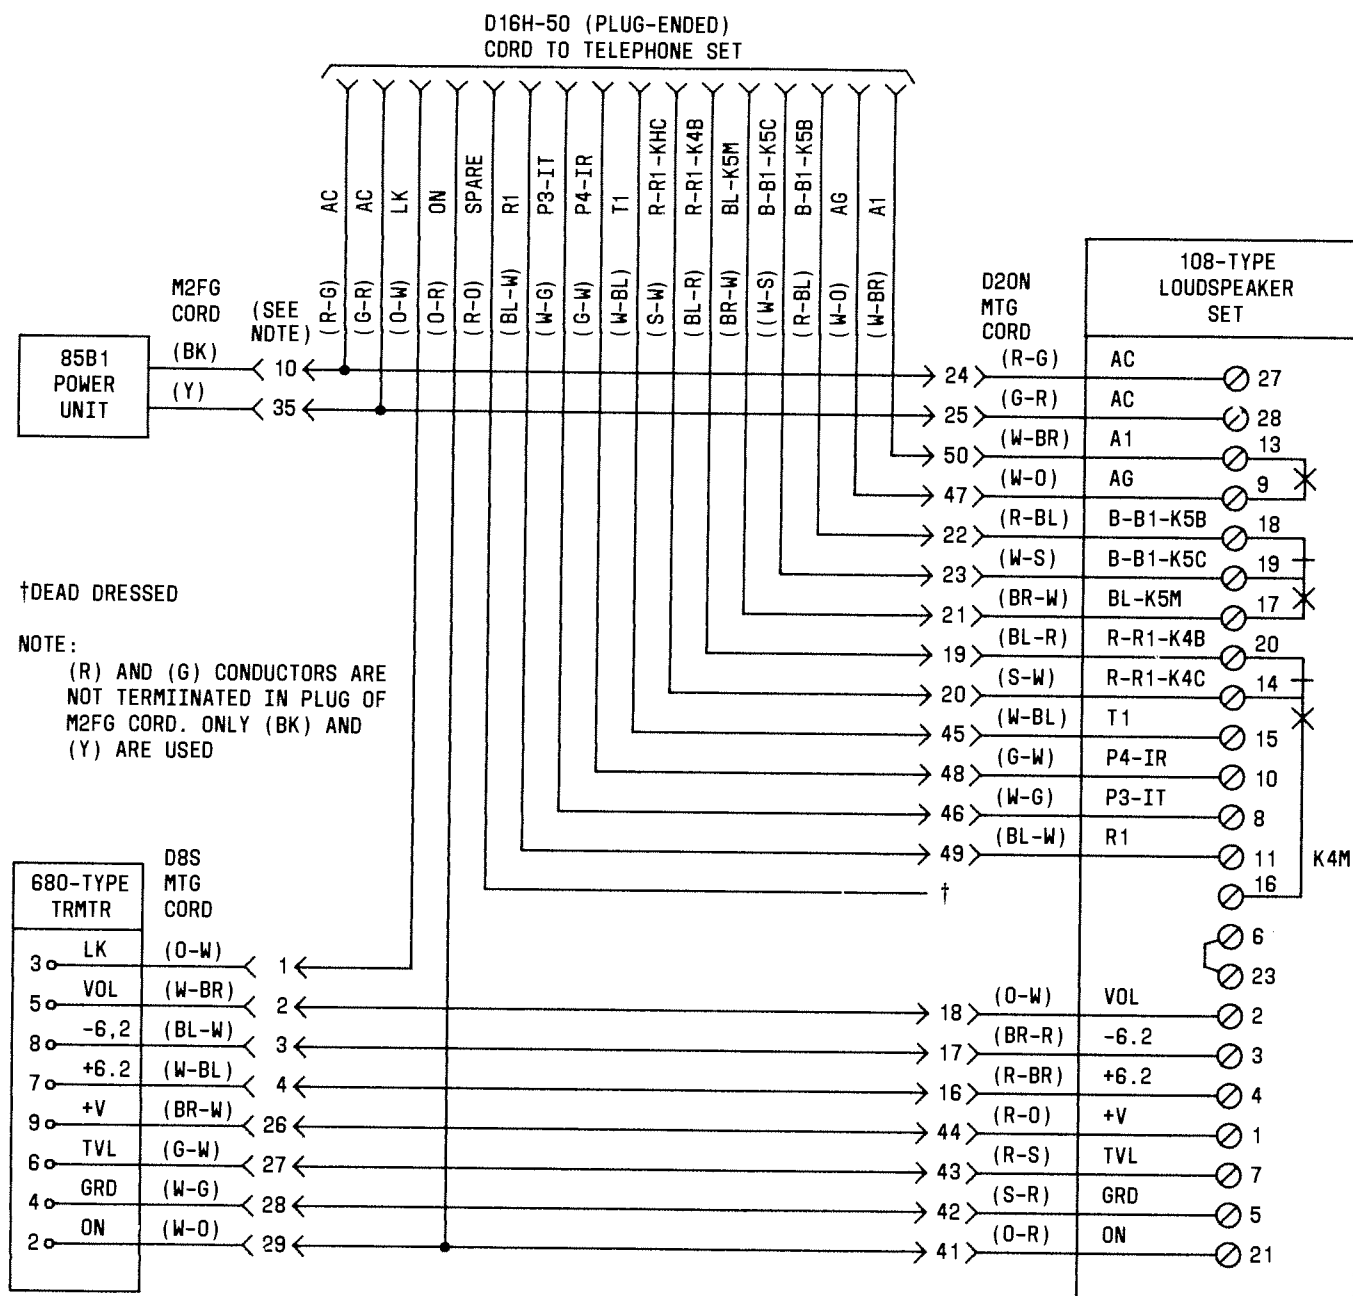 D16H-50 (PLUG-ENDED)
CORD TO TELEPHONE SET
AC
AC
LK
ON
SPARE
R1
P3-IT
P4-IR
T1
R-R1-KHC
R-R1-K4B
BL-K5M
B-B1-K5C
B-B1-K5B
AG
A1
(R-G)
(G-R)
(O-W)
(O-R)
(R-O)
(BL-W)
(W-G)
(G-W)
(W-BL)
(S-W)
(BL-R)
(BR-W)
((W-S)
(R-BL)
(W-O)
(W-BR)
M2FG
CORD
(SEE
NOTE)
D20N
MTG
CORD
108-TYPE
LOUDSPEAKER
SET
85B1
POWER
UNIT
(BK) 10 24 (R-G) AC 27
(Y) 35 25 (G-R) AC 28
50 (W-BR) A1 13
47 (W-O) AG 9
22 (R-BL) B-B1-K5B 18
23 (W-S) B-B1-K5C 19
21 (BR-W) BL-K5M 17
19 (BL-R) R-R1-K4B 20
20 (S-W) R-R1-K4C 14
45 (W-BL) T1 15
48 (G-W) P4-IR 10
46 (W-G) P3-IT 8
49 (BL-W) R1 11
K4M
† 16
6
23
†DEAD DRESSED
NOTE:
(R) AND (G) CONDUCTORS ARE
NOT TERMIINATED IN PLUG OF
M2FG CORD. ONLY (BK) AND
(Y) ARE USED
680-TYPE
TRMTR
D8S
MTG
CORD
3 LK (O-W) 1
5 VOL (W-BR) 2 18 (O-W) VOL 2
8 -6,2 (BL-W) 3 17 (BR-R) -6.2 3
7 +6.2 (W-BL) 4 16 (R-BR) +6.2 4
9 +V (BR-W) 26 44 (R-O) +V 1
6 TVL (G-W) 27 43 (R-S) TVL 7
4 GRD (W-G) 28 42 (S-R) GRD 5
2 ON (W-O) 29 41 (O-R) ON 21